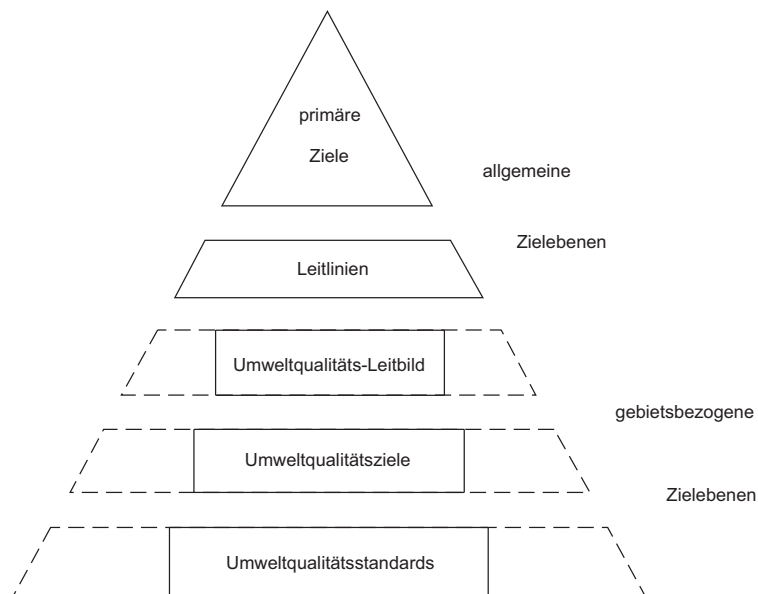 primäre
Ziele
allgemeine
Zielebenen
Leitlinien
Umweltqualitäts-Leitbild
gebietsbezogene
Umweltqualitätsziele
Zielebenen
Umweltqualitätsstandards